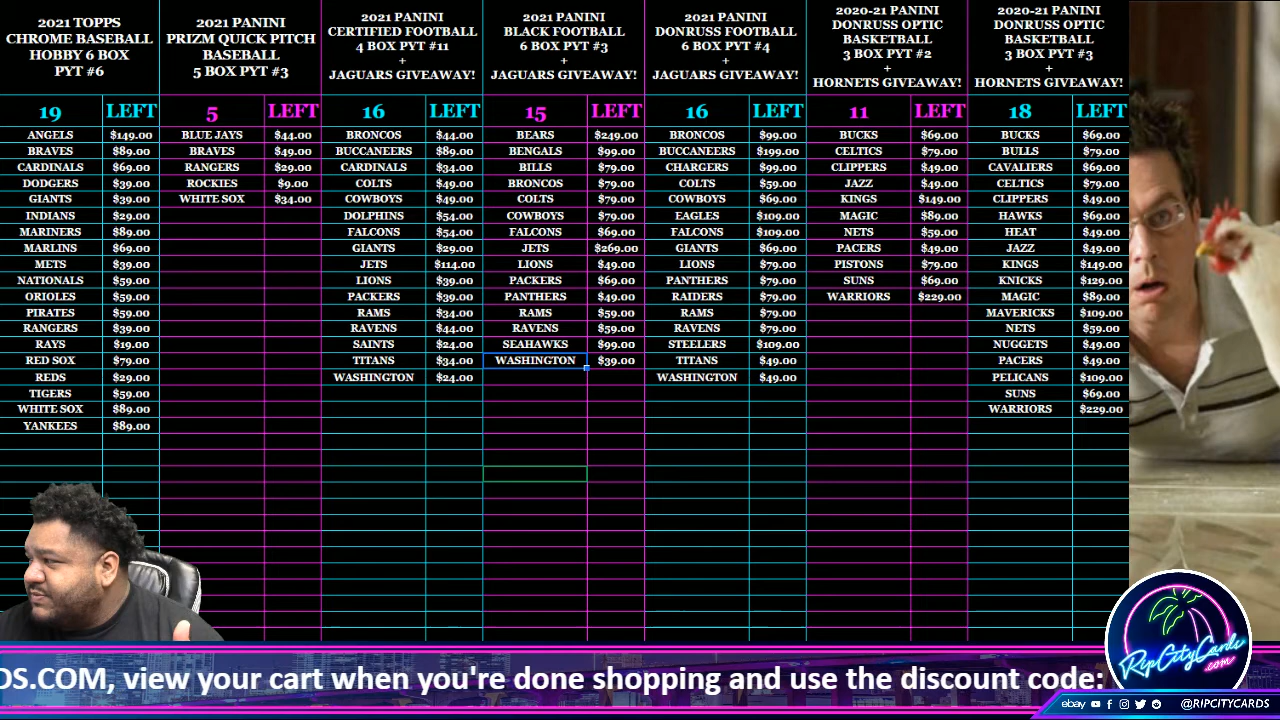 2021 TOPPS
CHROME BASEBALL
HOBBY 6 BOX
PYT #6
19 LEFT
ANGELS $149.00
BRAVES $89.00
CARDINALS $69.00
DODGERS $39.00
GIANTS $39.00
INDIANS $29.00
MARINERS $89.00
MARLINS $69.00
METS $39.00
NATIONALS $59.00
ORIOLES $59.00
PIRATES $59.00
RANGERS $39.00
RAYS $19.00
RED SOX $79.00
REDS $29.00
TIGERS $59.00
WHITE SOX $89.00
YANKEES $89.00
2021 PANINI
PRIZM QUICK PITCH
BASEBALL
5 BOX PYT #3
5 LEFT
BLUE JAYS $44.00
BRAVES $49.00
RANGERS $29.00
ROCKIES $9.00
WHITE SOX $34.00
2021 PANINI
CERTIFIED FOOTBALL
4 BOX PYT #11
+
JAGUARS GIVEAWAY!
16 LEFT
BRONCOS $44.00
BUCCANEERS $89.00
CARDINALS $34.00
COLTS $49.00
COWBOYS $49.00
DOLPHINS $54.00
FALCONS $54.00
GIANTS $29.00
JETS $114.00
LIONS $39.00
PACKERS $39.00
RAMS $34.00
RAVENS $44.00
SAINTS $24.00
TITANS $34.00
WASHINGTON $24.00
2021 PANINI
BLACK FOOTBALL
6 BOX PYT #3
+
JAGUARS GIVEAWAY!
15 LEFT
BEARS $249.00
BENGALS $99.00
BILLS $79.00
BRONCOS $79.00
COLTS $79.00
COWBOYS $79.00
FALCONS $69.00
JETS $269.00
LIONS $49.00
PACKERS $69.00
PANTHERS $49.00
RAMS $59.00
RAVENS $59.00
SEAHAWKS $99.00
WASHINGTON $39.00
2021 PANINI
DONRUSS FOOTBALL
6 BOX PYT #4
+
JAGUARS GIVEAWAY!
16 LEFT
BRONCOS $99.00
BUCCANEERS $199.00
CHARGERS $99.00
COLTS $59.00
COWBOYS $69.00
EAGLES $109.00
FALCONS $109.00
GIANTS $69.00
LIONS $79.00
PANTHERS $79.00
RAIDERS $79.00
RAMS $79.00
RAVENS $79.00
STEELERS $109.00
TITANS $49.00
WASHINGTON $49.00
2020-21 PANINI
DONRUSS OPTIC
BASKETBALL
3 BOX PYT #2
+
HORNETS GIVEAWAY!
11 LEFT
BUCKS $69.00
CELTICS $79.00
CLIPPERS $49.00
JAZZ $49.00
KINGS $149.00
MAGIC $89.00
NETS $59.00
PACERS $49.00
PISTONS $79.00
SUNS $69.00
WARRIORS $229.00
2020-21 PANINI
DONRUSS OPTIC
BASKETBALL
3 BOX PYT #3
+
HORNETS GIVEAWAY!
18 LEFT
BUCKS $69.00
BULLS $79.00
CAVALIERS $69.00
CELTICS $79.00
CLIPPERS $49.00
HAWKS $69.00
HEAT $49.00
JAZZ $49.00
KINGS $149.00
KNICKS $129.00
MAGIC $89.00
MAVERICKS $109.00
NETS $59.00
NUGGETS $49.00
PACERS $49.00
PELICANS $109.00
SUNS $69.00
WARRIORS $229.00
DS.COM, view your cart when you're done shopping and use the discount code:
RipCityCards
.com
ebay @RIPCITYCARDS